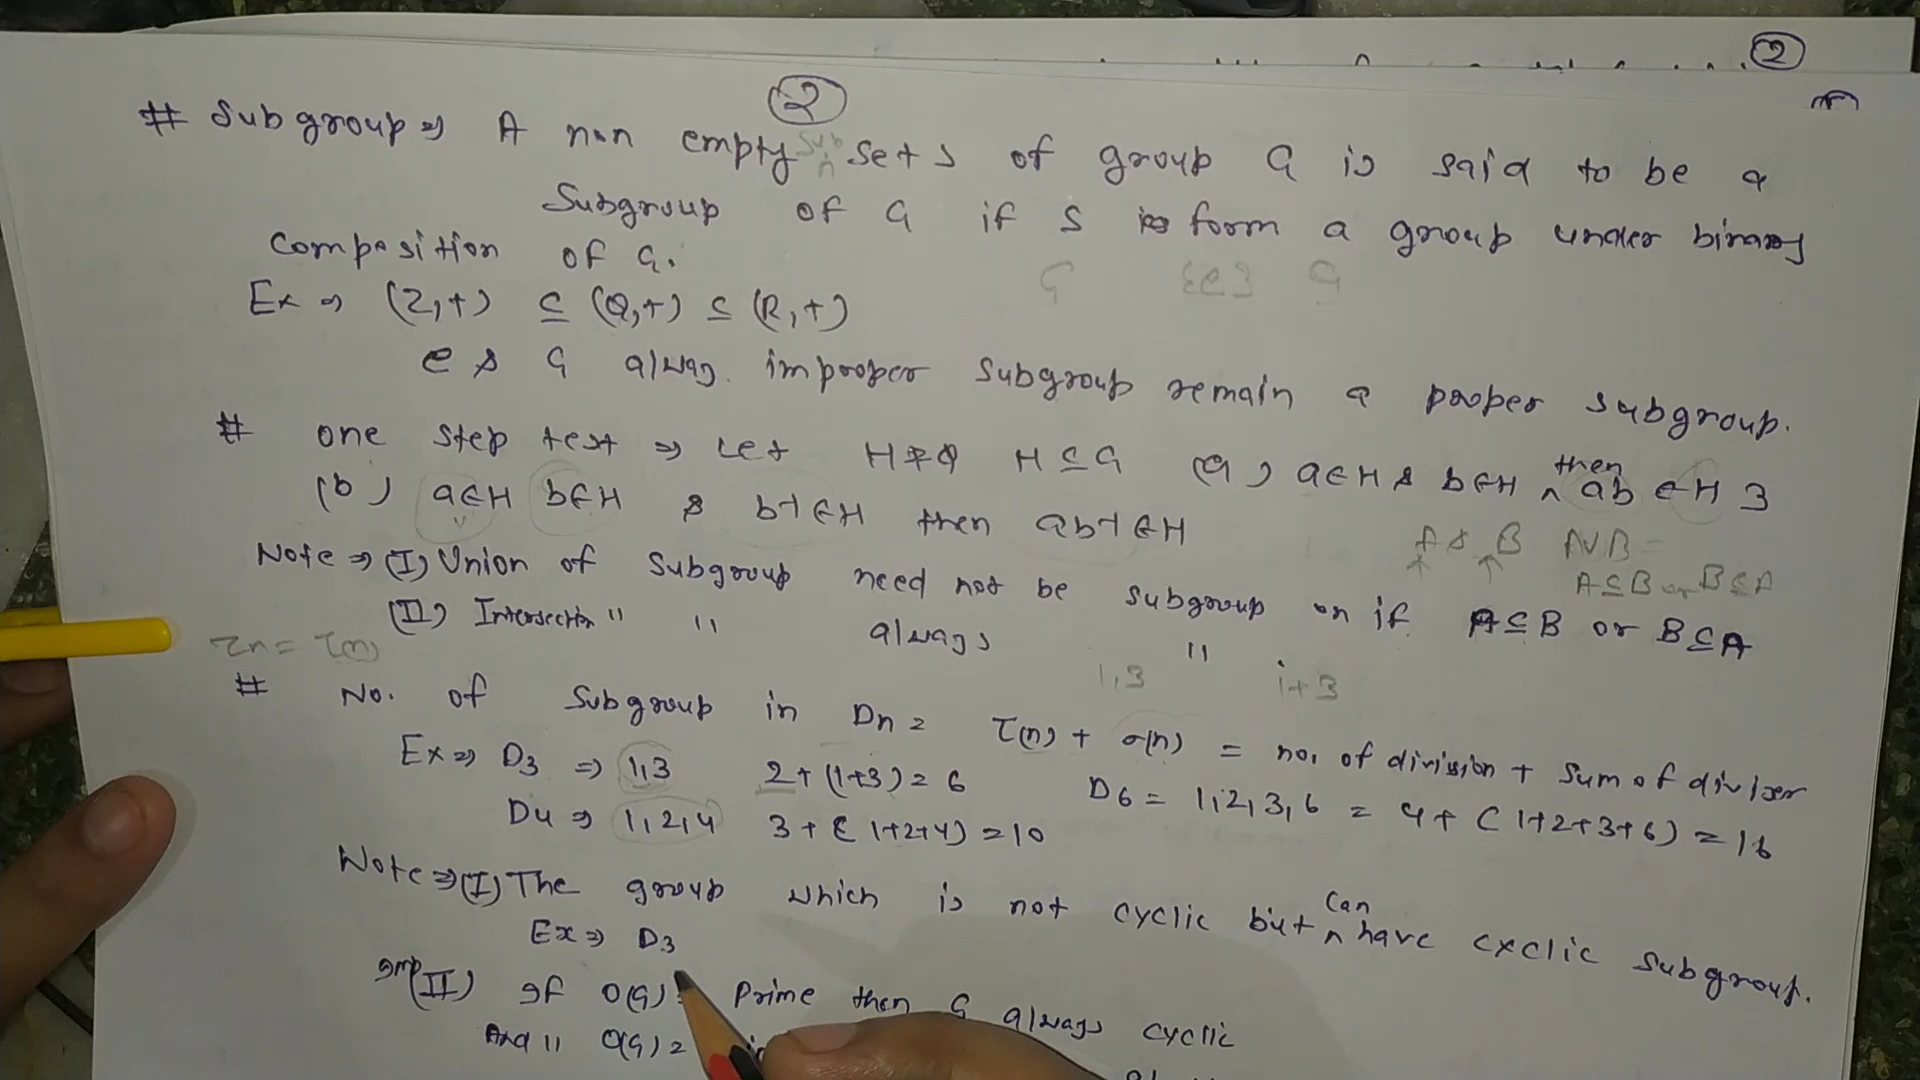 2
2
# Subgroup ⇒ A non empty sub set S of group G is said to be a
Subgroup of G if S form a group under binary
composition of G.
G {e} G
Ex ⇒ (Z,+) ⊆ (Q,+) ⊆ (R,+)
e & G alway. improper subgroup remain a proper subgroup.
# one step test ⇒ Let H≠Φ H⊆G (a) a∈H & b∈H then ab∈H }
(b) a∈H b∈H & b⁻¹∈H then ab⁻¹∈H
A & B A∪B =
A⊆B or B⊆A
Note ⇒ (I) Union of subgroup need not be subgroup on if A⊆B or B⊆A
(II) Intersection " " always "
Zn = τ(n)
1,3 1+3
# No. of Subgroup in Dn = τ(n) + σ(n) = no. of division + sum of divisor
Ex ⇒ D3 ⇒ 1,3 2+(1+3) = 6 D6 = 1,2,3,6 = 4+(1+2+3+6) = 16
D4 ⇒ 1,2,4 3+(1+2+4) = 10
Note ⇒ (I) The group which is not cyclic but can have cyclic subgroup.
Ex ⇒ D3
Imp (II) If O(G) = Prime then G always cyclic
And " O(G) =